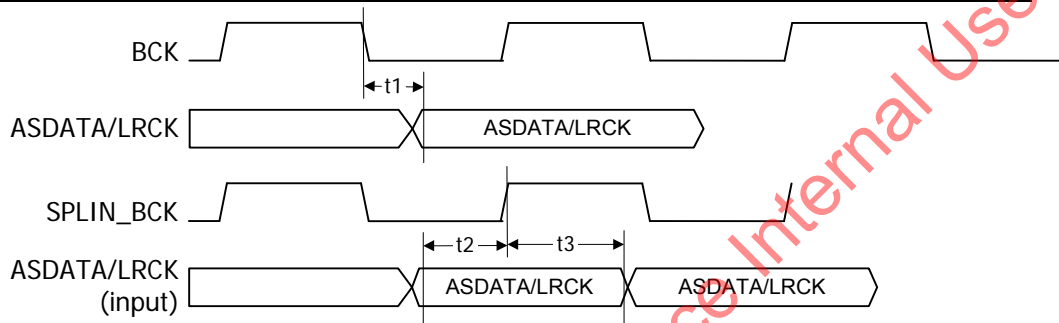 BCK
t1
ASDATA/LRCK
ASDATA/LRCK
SPLIN_BCK
t2
t3
ASDATA/LRCK
(input)
ASDATA/LRCK
ASDATA/LRCK
ce Internal Use